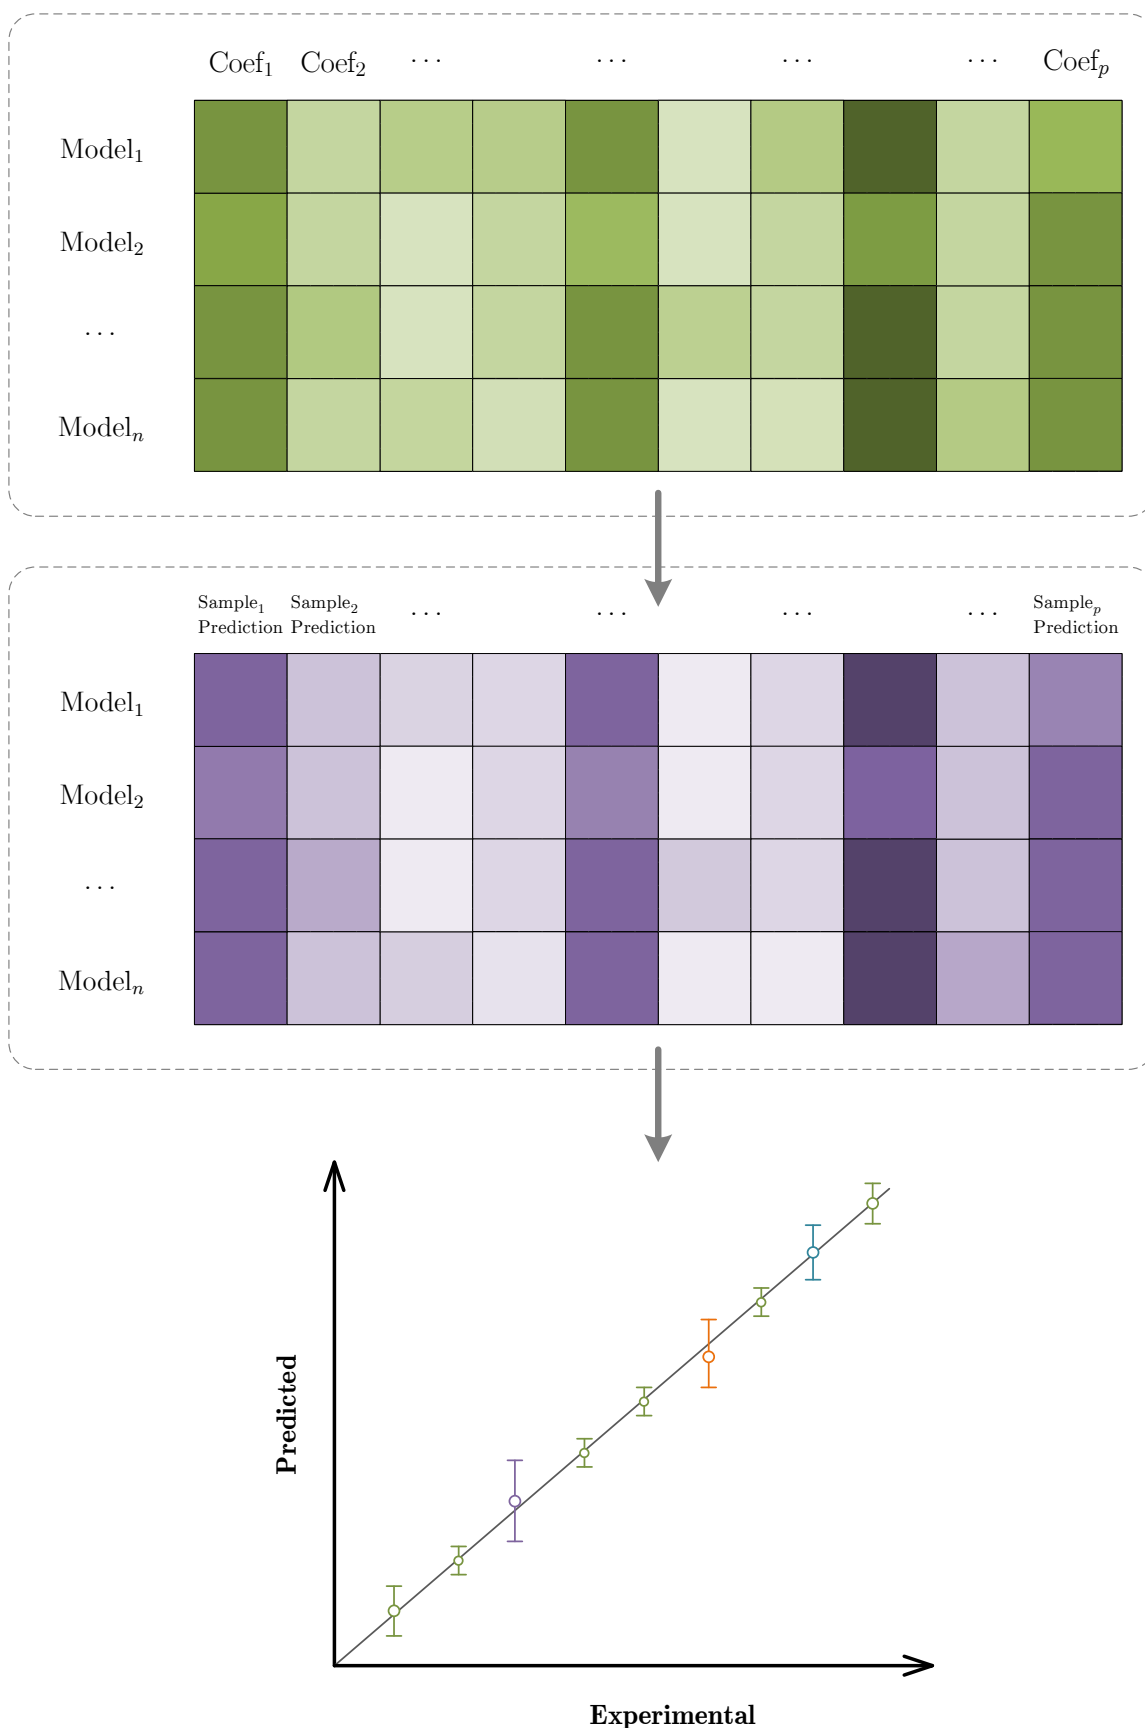 Coef₁ Coef₂ ... ... ... ... Coefₚ
Model₁
Model₂
...
Modelₙ
Sample₁ Sample₂ ... ... ... ... Sampleₚ
Prediction Prediction Prediction
Model₁
Model₂
...
Modelₙ
Predicted
Experimental